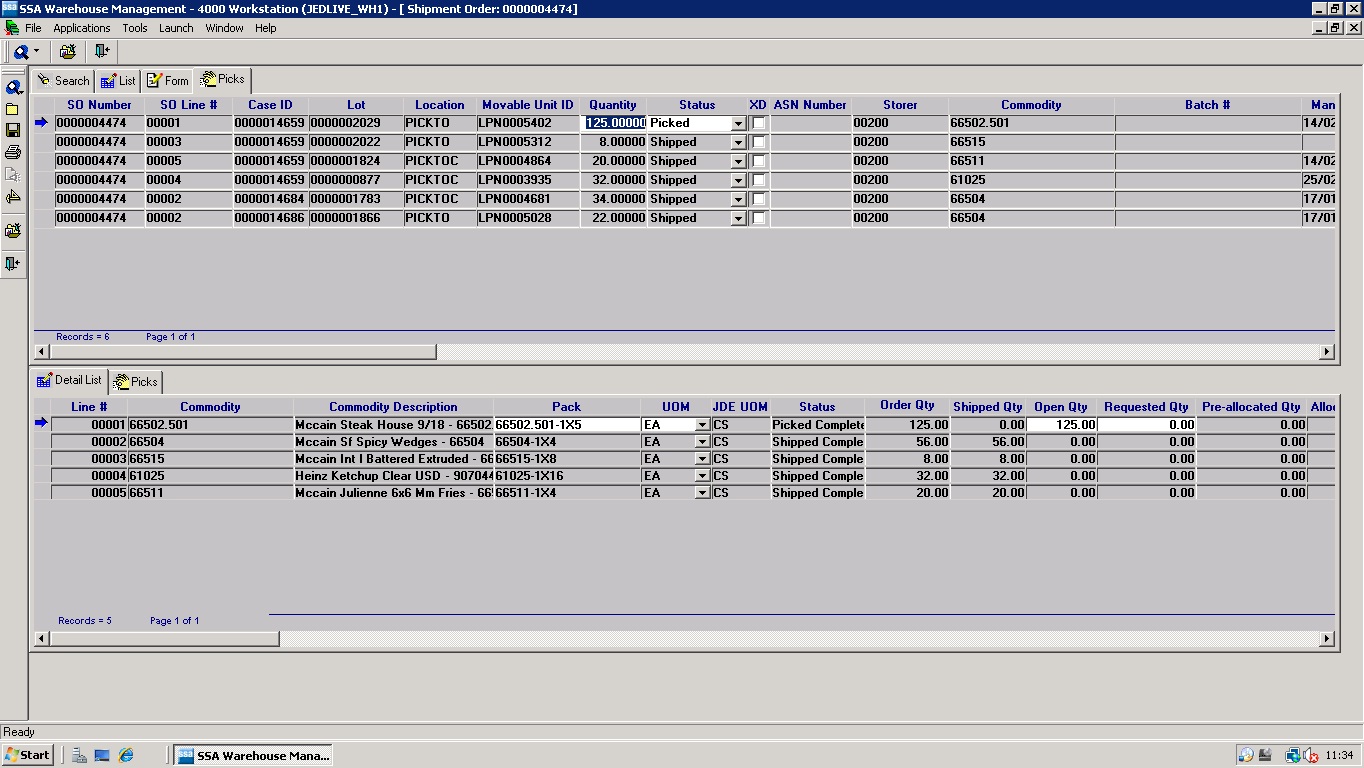 SSA Warehouse Management - 4000 Workstation (JEDLIVE_WH1) - [ Shipment Order: 0000004474]
File Applications Tools Launch Window Help
Search List Form Picks
SO Number SO Line # Case ID Lot Location Movable Unit ID Quantity Status XD ASN Number Storer Commodity Batch # Man
0000004474 00001 0000014659 0000002029 PICKTO LPN0005402 125.00000 Picked 00200 66502.501 14/02
0000004474 00003 0000014659 0000002022 PICKTO LPN0005312 8.00000 Shipped 00200 66515
0000004474 00005 0000014659 0000001824 PICKTOC LPN0004864 20.00000 Shipped 00200 66511 14/02
0000004474 00004 0000014659 0000000877 PICKTOC LPN0003935 32.00000 Shipped 00200 61025 25/02
0000004474 00002 0000014684 0000001783 PICKTOC LPN0004681 34.00000 Shipped 00200 66504 17/01
0000004474 00002 0000014686 0000001866 PICKTO LPN0005028 22.00000 Shipped 00200 66504 17/01
Records = 6 Page 1 of 1
Detail List Picks
Line # Commodity Commodity Description Pack UOM JDE UOM Status Order Qty Shipped Qty Open Qty Requested Qty Pre-allocated Qty Alloc
00001 66502.501 Mccain Steak House 9/18 - 66502 66502.501-1X5 EA CS Picked Complete 125.00 0.00 125.00 0.00 0.00
00002 66504 Mccain Sf Spicy Wedges - 66504 66504-1X4 EA CS Shipped Comple 56.00 56.00 0.00 0.00 0.00
00003 66515 Mccain Int l Battered Extruded - 66 66515-1X8 EA CS Shipped Comple 8.00 8.00 0.00 0.00 0.00
00004 61025 Heinz Ketchup Clear USD - 907044 61025-1X16 EA CS Shipped Comple 32.00 32.00 0.00 0.00 0.00
00005 66511 Mccain Julienne 6x6 Mm Fries - 66 66511-1X4 EA CS Shipped Comple 20.00 20.00 0.00 0.00 0.00
Records = 5 Page 1 of 1
Ready
Start SSA Warehouse Mana... 11:34